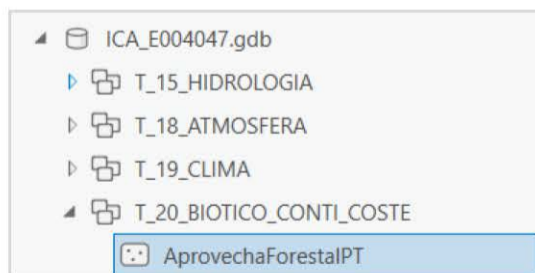 ICA_E004047.gdb
T_15_HIDROLOGIA
T_18_ATMOSFERA
T_19_CLIMA
T_20_BIOTICO_CONTI_COSTE
AprovechaForestalPT